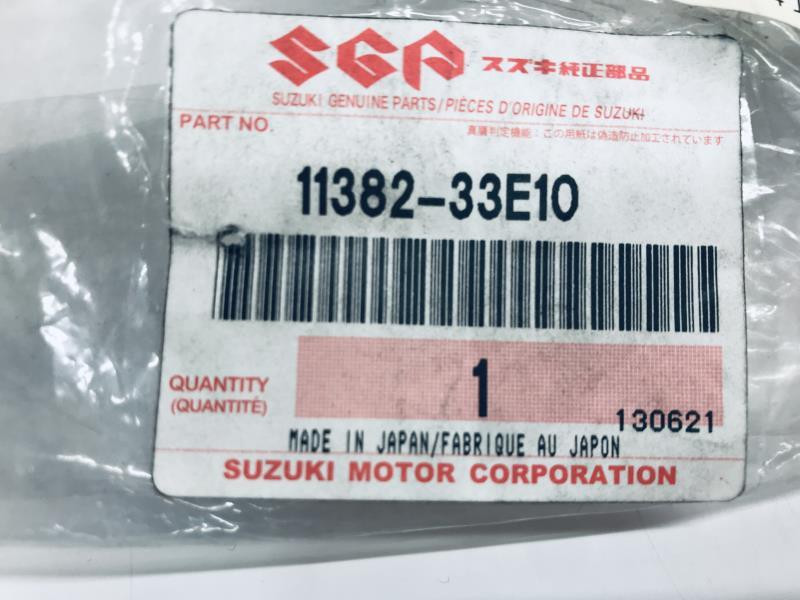 SGP スズキ純正部品
SUZUKI GENUINE PARTS/PIÈCES D'ORIGINE DE SUZUKI
PART NO.
真贋判定機能：この用紙は偽造防止加工されています
11382-33E10
QUANTITY
(QUANTITÉ)
1
130621
MADE IN JAPAN/FABRIQUE AU JAPON
SUZUKI MOTOR CORPORATION